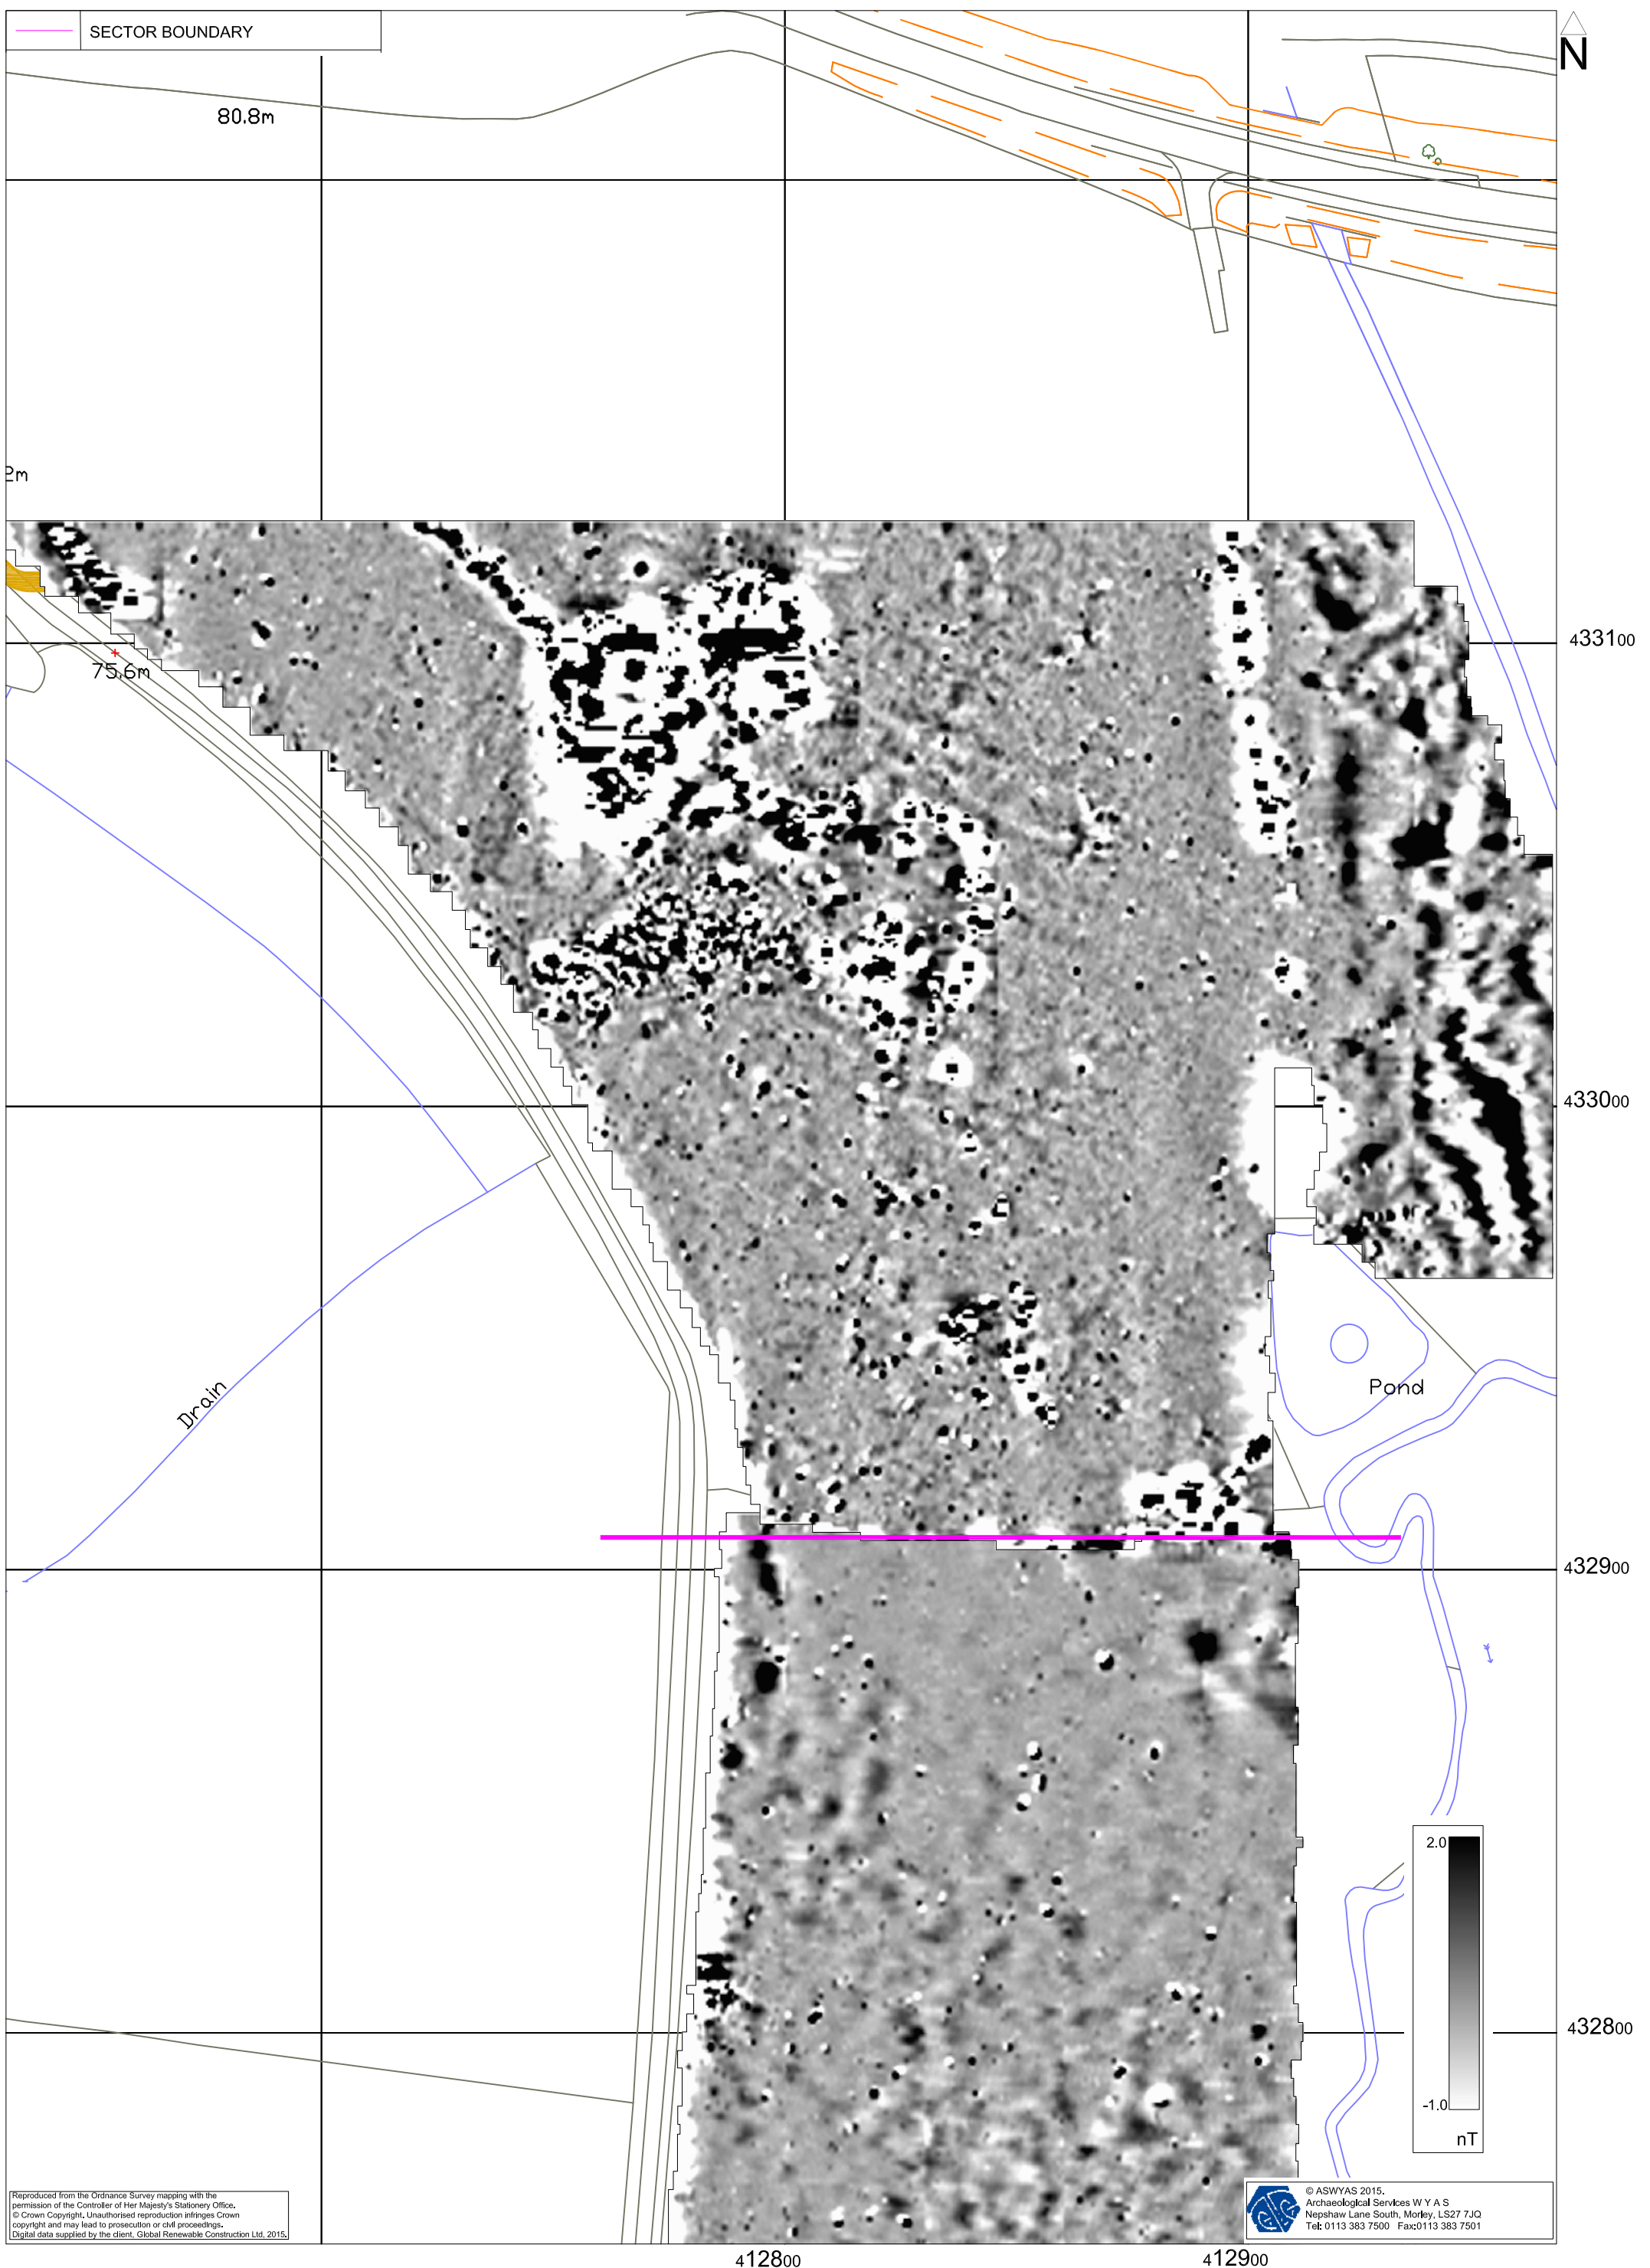 SECTOR BOUNDARY
N
80.8m
2m
433100
75.6m
433000
Drain
Pond
432900
2.0
432800
-1.0
nT
Reproduced from the Ordnance Survey mapping with the
permission of the Controller of Her Majesty's Stationery Office.
© Crown Copyright. Unauthorised reproduction infringes Crown
copyright and may lead to prosecution or civil proceedings.
Digital data supplied by the client, Global Renewable Construction Ltd, 2015.
© ASWYAS 2015.
Archaeological Services W Y A S
Nepshaw Lane South, Morley, LS27 7JQ
Tel: 0113 383 7500 Fax:0113 383 7501
412800
412900